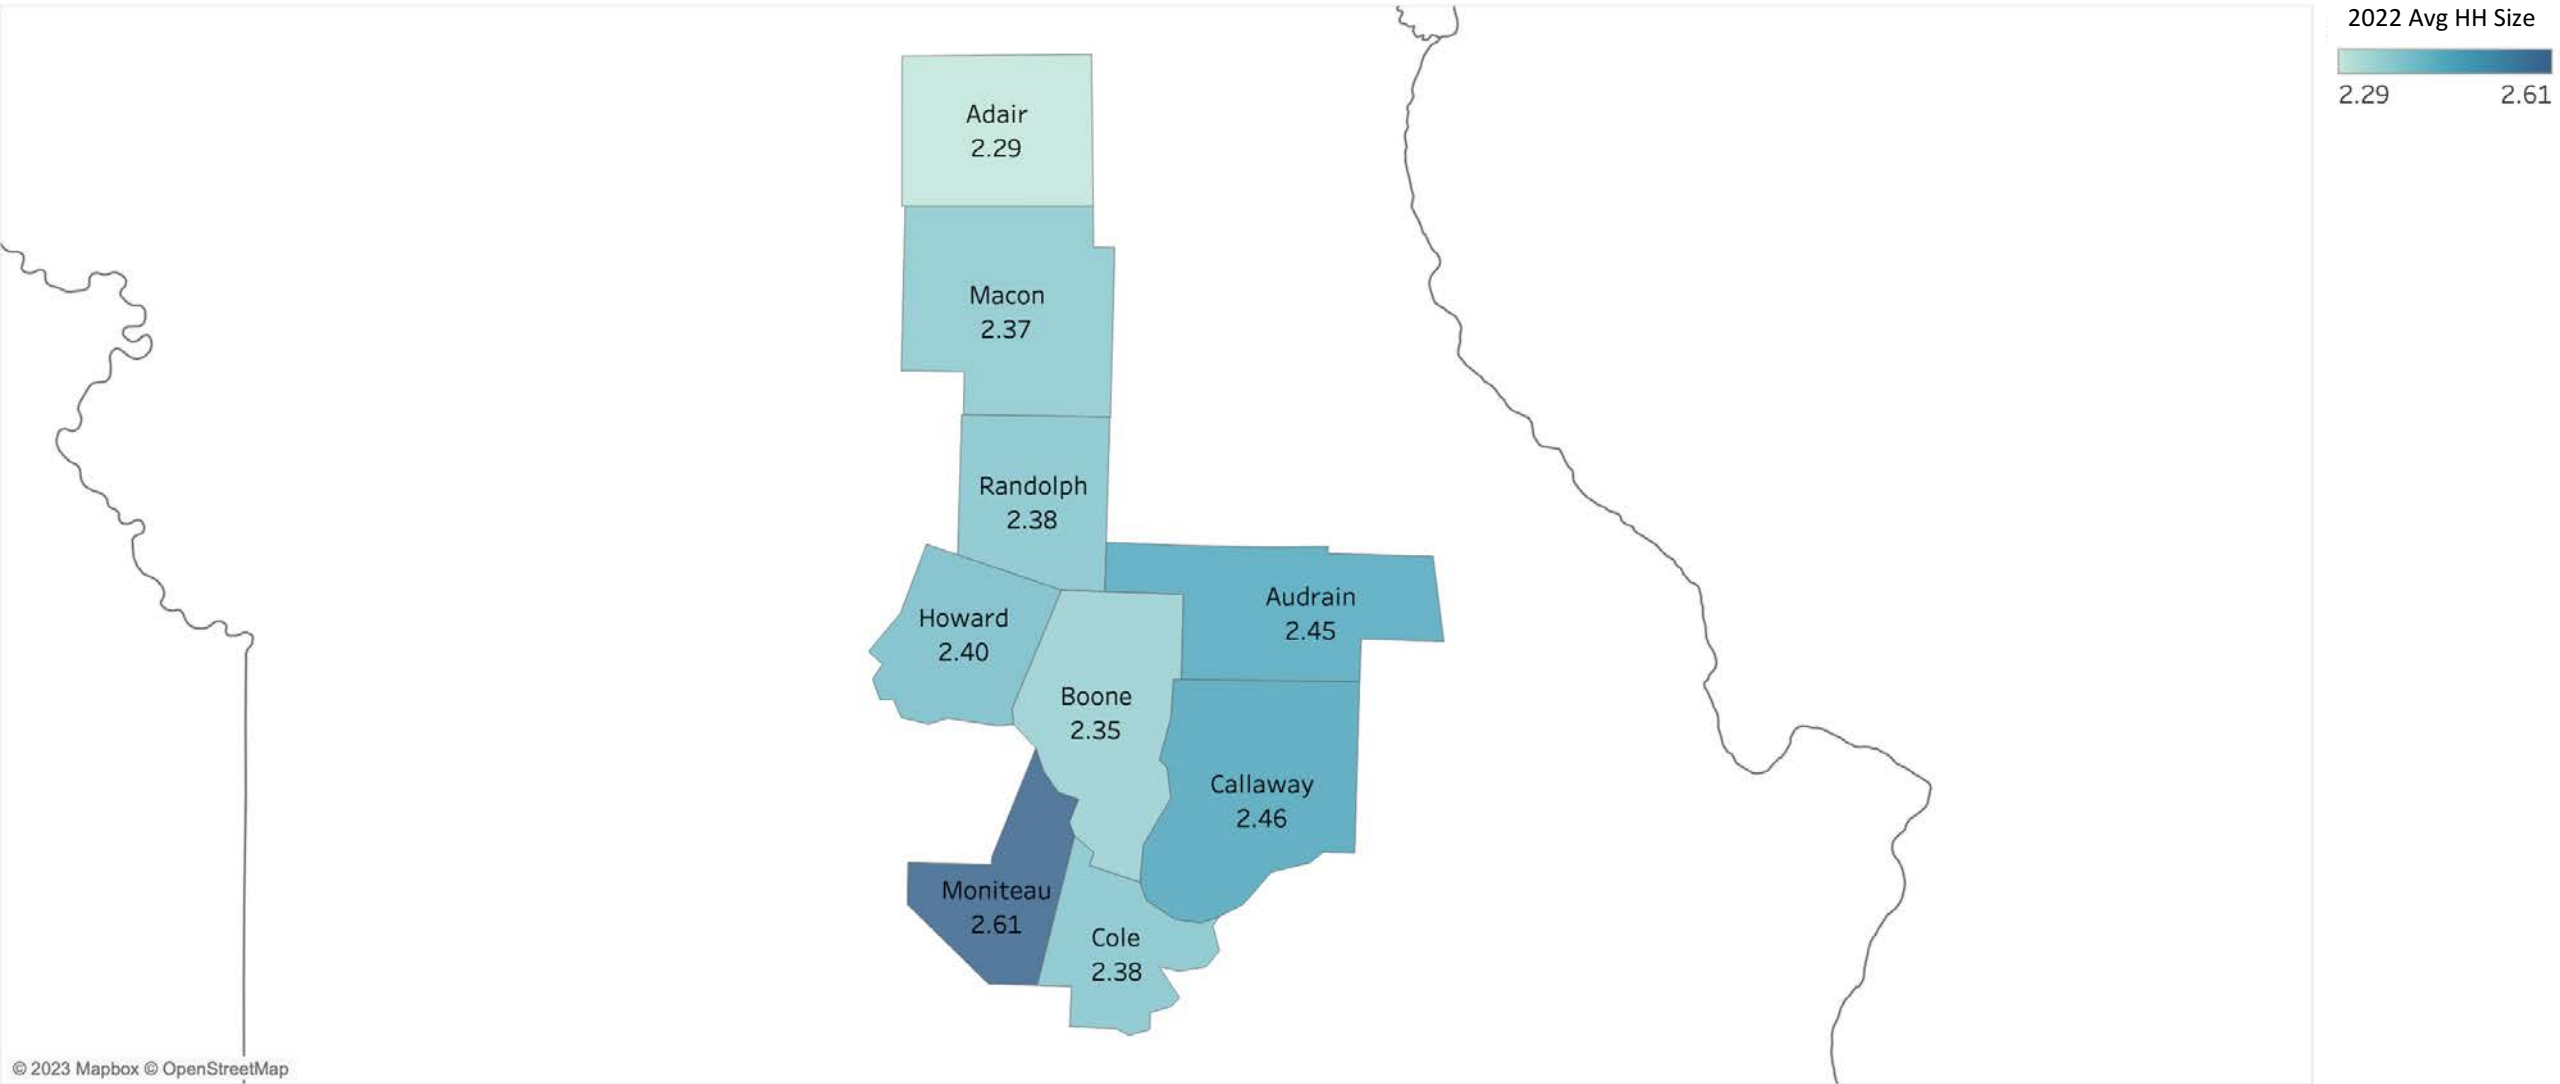 2022 Avg HH Size
2.29 2.61
Adair
2.29
Macon
2.37
Randolph
2.38
Howard
2.40
Audrain
2.45
Boone
2.35
Callaway
2.46
Moniteau
2.61
Cole
2.38
© 2023 Mapbox © OpenStreetMap